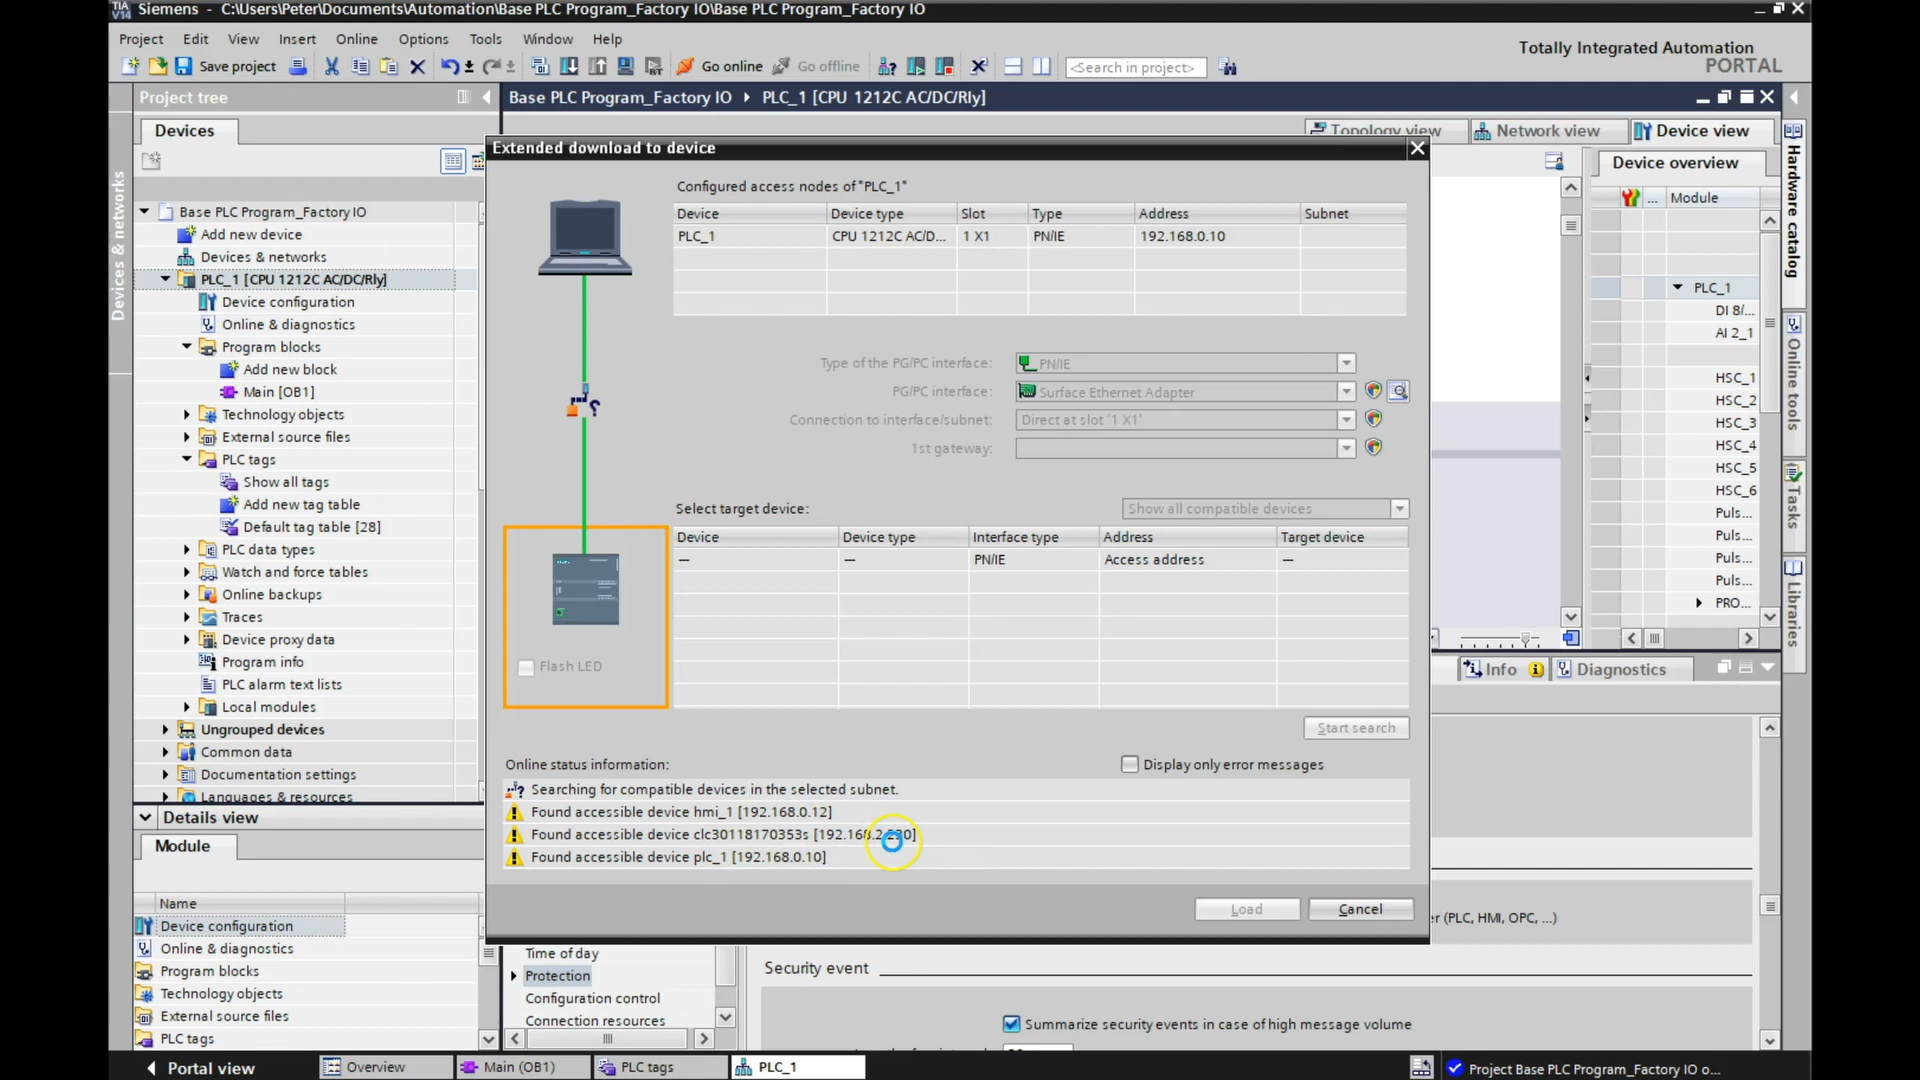 TIA V14 Siemens - C:\Users\Peter\Documents\Automation\Base PLC Program_Factory IO\Base PLC Program_Factory IO
Project Edit View Insert Online Options Tools Window Help
Totally Integrated Automation
PORTAL
Save project Go online Go offline <Search in project>
Project tree
Base PLC Program_Factory IO PLC_1 [CPU 1212C AC/DC/Rly]
Devices
Topology view Network view Device view
Devices & networks
Base PLC Program_Factory IO
Add new device
Devices & networks
PLC_1 [CPU 1212C AC/DC/Rly]
Device configuration
Online & diagnostics
Program blocks
Add new block
Main [OB1]
Technology objects
External source files
PLC tags
Show all tags
Add new tag table
Default tag table [28]
PLC data types
Watch and force tables
Online backups
Traces
Device proxy data
Program info
PLC alarm text lists
Local modules
Ungrouped devices
Common data
Documentation settings
Languages & resources
Details view
Module
Name
Device configuration
Online & diagnostics
Program blocks
Technology objects
External source files
PLC tags
Extended download to device
Configured access nodes of "PLC_1"
Device Device type Slot Type Address Subnet
PLC_1 CPU 1212C AC/D... 1 X1 PN/IE 192.168.0.10
Type of the PG/PC interface: PN/IE
PG/PC interface: Surface Ethernet Adapter
Connection to interface/subnet: Direct at slot '1 X1'
1st gateway:
Select target device: Show all compatible devices
Device Device type Interface type Address Target device
— — PN/IE Access address —
Flash LED
Start search
Online status information: Display only error messages
Searching for compatible devices in the selected subnet.
Found accessible device hmi_1 [192.168.0.12]
Found accessible device clc30118170353s [192.168.2.230]
Found accessible device plc_1 [192.168.0.10]
Load Cancel
Device overview
... Module
PLC_1
DI 8/...
AI 2_1
HSC_1
HSC_2
HSC_3
HSC_4
HSC_5
HSC_6
Puls...
Puls...
Puls...
Puls...
PRO...
Hardware catalog
Online tools
Tasks
Libraries
Info Diagnostics
(PLC, HMI, OPC, ...)
Time of day
Protection
Configuration control
Connection resources
Security event
Summarize security events in case of high message volume
Portal view Overview Main (OB1) PLC tags PLC_1 Project Base PLC Program_Factory IO o...